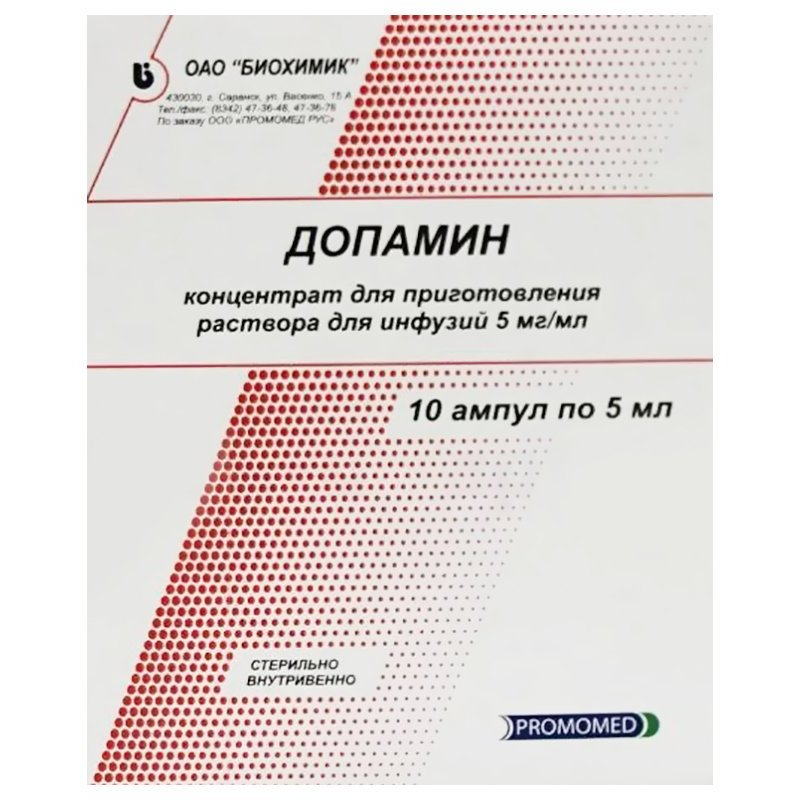 ОАО "БИОХИМИК"
430030, г. Саранск, ул. Васенко, 15 А
Тел./факс. (8342) 47-36-48, 47-36-78
По заказу ООО «ПРОМОМЕД РУС»
ДОПАМИН
концентрат для приготовления
раствора для инфузий 5 мг/мл
10 ампул по 5 мл
СТЕРИЛЬНО
ВНУТРИВЕННО
PROMOMED